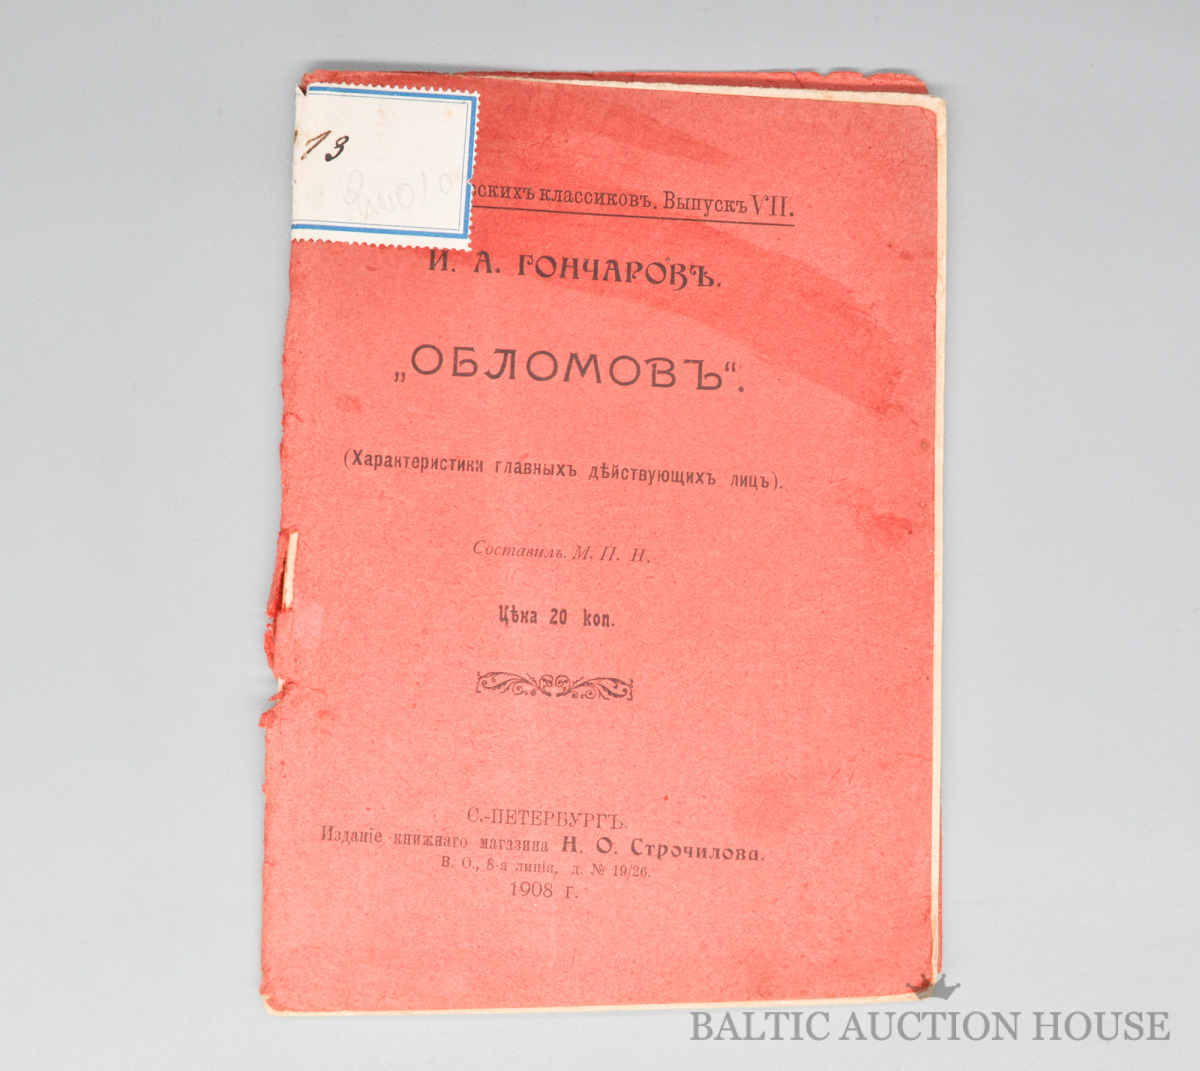 13
скихъ классиковъ. Выпускъ VII.
И. А. ГОНЧАРОВЪ.
„ОБЛОМОВЪ“.
(Характеристики главныхъ дѣйствующихъ лицъ).
Составилъ М. П. Н.
Цѣна 20 коп.
С.-ПЕТЕРБУРГЪ.
Изданіе книжнаго магазина Н. О. Строчилова.
В. О., 8-я линія, д. № 19/26.
1908 г.
BALTIC AUCTION HOUSE